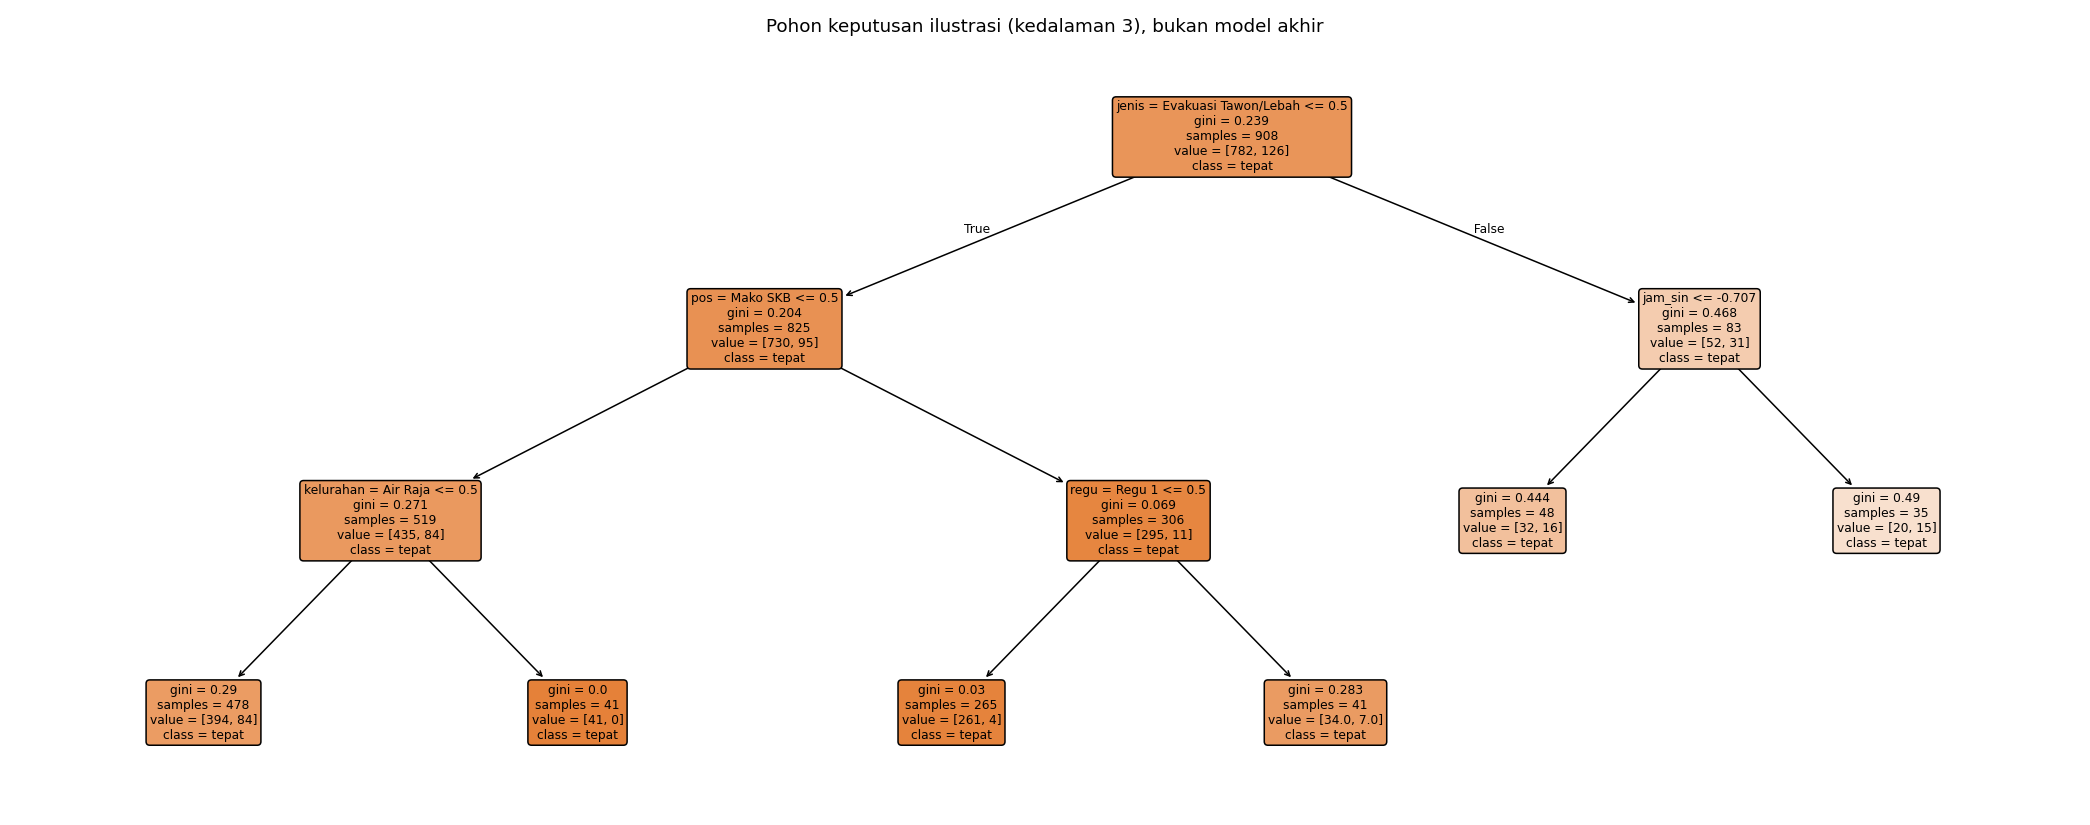 Pohon keputusan ilustrasi (kedalaman 3), bukan model akhir
jenis = Evakuasi Tawon/Lebah <= 0.5
gini = 0.239
samples = 908
value = [782, 126]
class = tepat
True
False
pos = Mako SKB <= 0.5
gini = 0.204
samples = 825
value = [730, 95]
class = tepat
jam_sin <= -0.707
gini = 0.468
samples = 83
value = [52, 31]
class = tepat
kelurahan = Air Raja <= 0.5
gini = 0.271
samples = 519
value = [435, 84]
class = tepat
regu = Regu 1 <= 0.5
gini = 0.069
samples = 306
value = [295, 11]
class = tepat
gini = 0.444
samples = 48
value = [32, 16]
class = tepat
gini = 0.49
samples = 35
value = [20, 15]
class = tepat
gini = 0.29
samples = 478
value = [394, 84]
class = tepat
gini = 0.0
samples = 41
value = [41, 0]
class = tepat
gini = 0.03
samples = 265
value = [261, 4]
class = tepat
gini = 0.283
samples = 41
value = [34.0, 7.0]
class = tepat